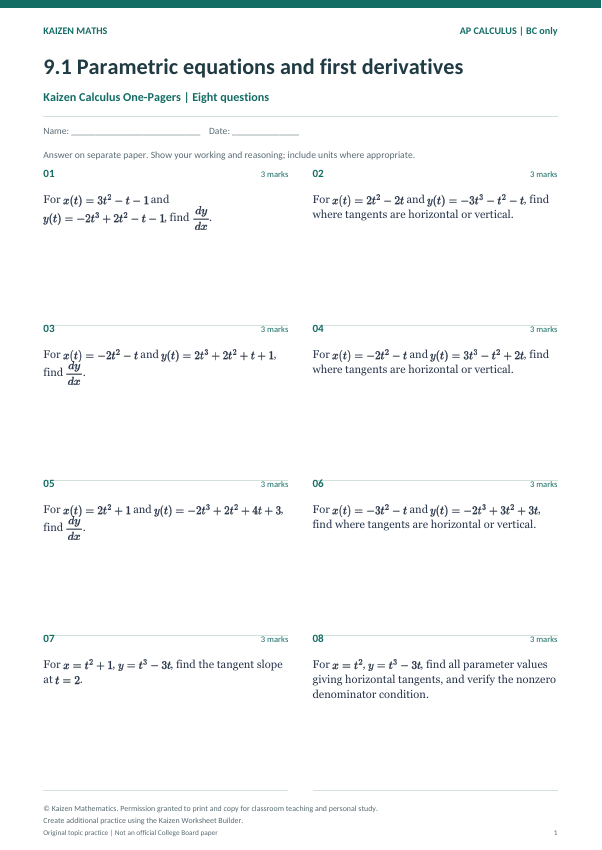 KAIZEN MATHS
AP CALCULUS | BC only
9.1 Parametric equations and first derivatives
Kaizen Calculus One-Pagers | Eight questions
Name: ____________________________ Date: ______________
Answer on separate paper. Show your working and reasoning; include units where appropriate.
01 3 marks
For x(t) = 3t² − t − 1 and
y(t) = −2t³ + 2t² − t − 1, find dy/dx.
02 3 marks
For x(t) = 2t² − 2t and y(t) = −3t³ − t² − t, find
where tangents are horizontal or vertical.
03 3 marks
For x(t) = −2t² − t and y(t) = 2t³ + 2t² + t + 1,
find dy/dx.
04 3 marks
For x(t) = −2t² − t and y(t) = 3t³ − t² + 2t, find
where tangents are horizontal or vertical.
05 3 marks
For x(t) = 2t² + 1 and y(t) = −2t³ + 2t² + 4t + 3,
find dy/dx.
06 3 marks
For x(t) = −3t² − t and y(t) = −2t³ + 3t² + 3t,
find where tangents are horizontal or vertical.
07 3 marks
For x = t² + 1, y = t³ − 3t, find the tangent slope
at t = 2.
08 3 marks
For x = t², y = t³ − 3t, find all parameter values
giving horizontal tangents, and verify the nonzero
denominator condition.
© Kaizen Mathematics. Permission granted to print and copy for classroom teaching and personal study.
Create additional practice using the Kaizen Worksheet Builder.
Original topic practice | Not an official College Board paper
1